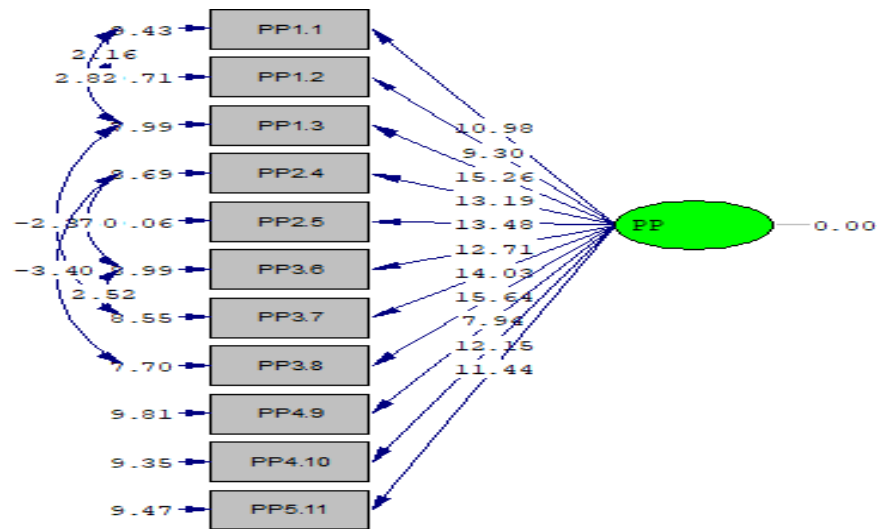 9.43 PP1.1
2.16
2.82 .71 PP1.2
7.99 PP1.3
10.98
9.30
8.69 PP2.4
15.26
13.19
-2.37 .06 PP2.5
13.48
PP 0.00
12.71
-3.40 8.99 PP3.6
14.03
2.52
15.64
8.55 PP3.7
7.94
12.15
7.70 PP3.8
11.44
9.81 PP4.9
9.35 PP4.10
9.47 PP5.11